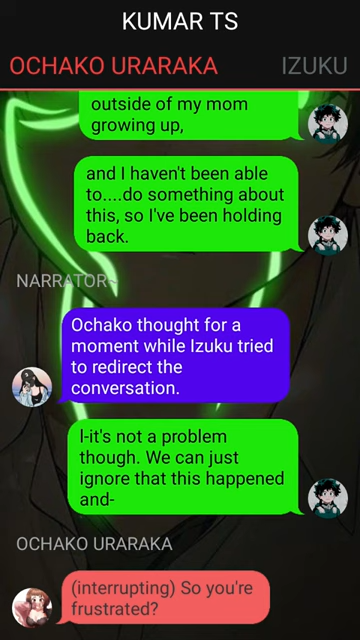 KUMAR TS
OCHAKO URARAKA
IZUKU
outside of my mom
growing up,
and I haven't been able
to....do something about
this, so I've been holding
back.
NARRATOR
Ochako thought for a
moment while Izuku tried
to redirect the
conversation.
I-it's not a problem
though. We can just
ignore that this happened
and-
OCHAKO URARAKA
(interrupting) So you're
frustrated?